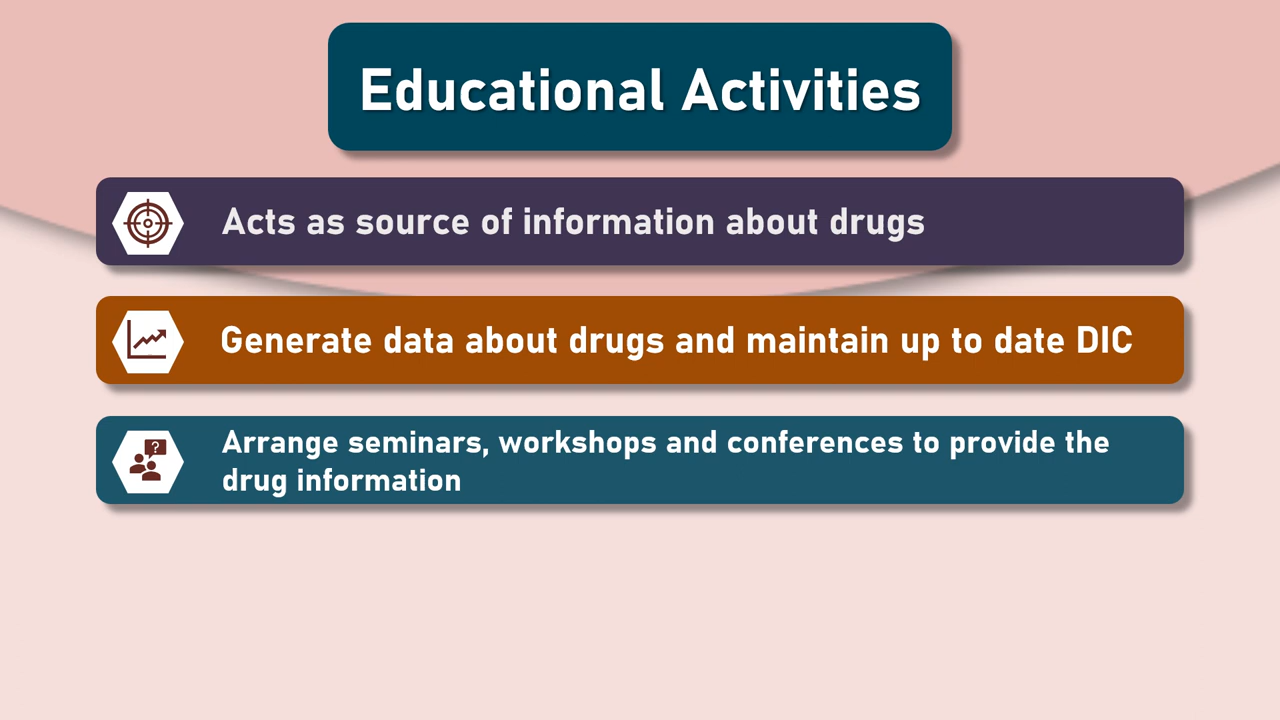 Educational Activities
Acts as source of information about drugs
Generate data about drugs and maintain up to date DIC
Arrange seminars, workshops and conferences to provide the
drug information
?